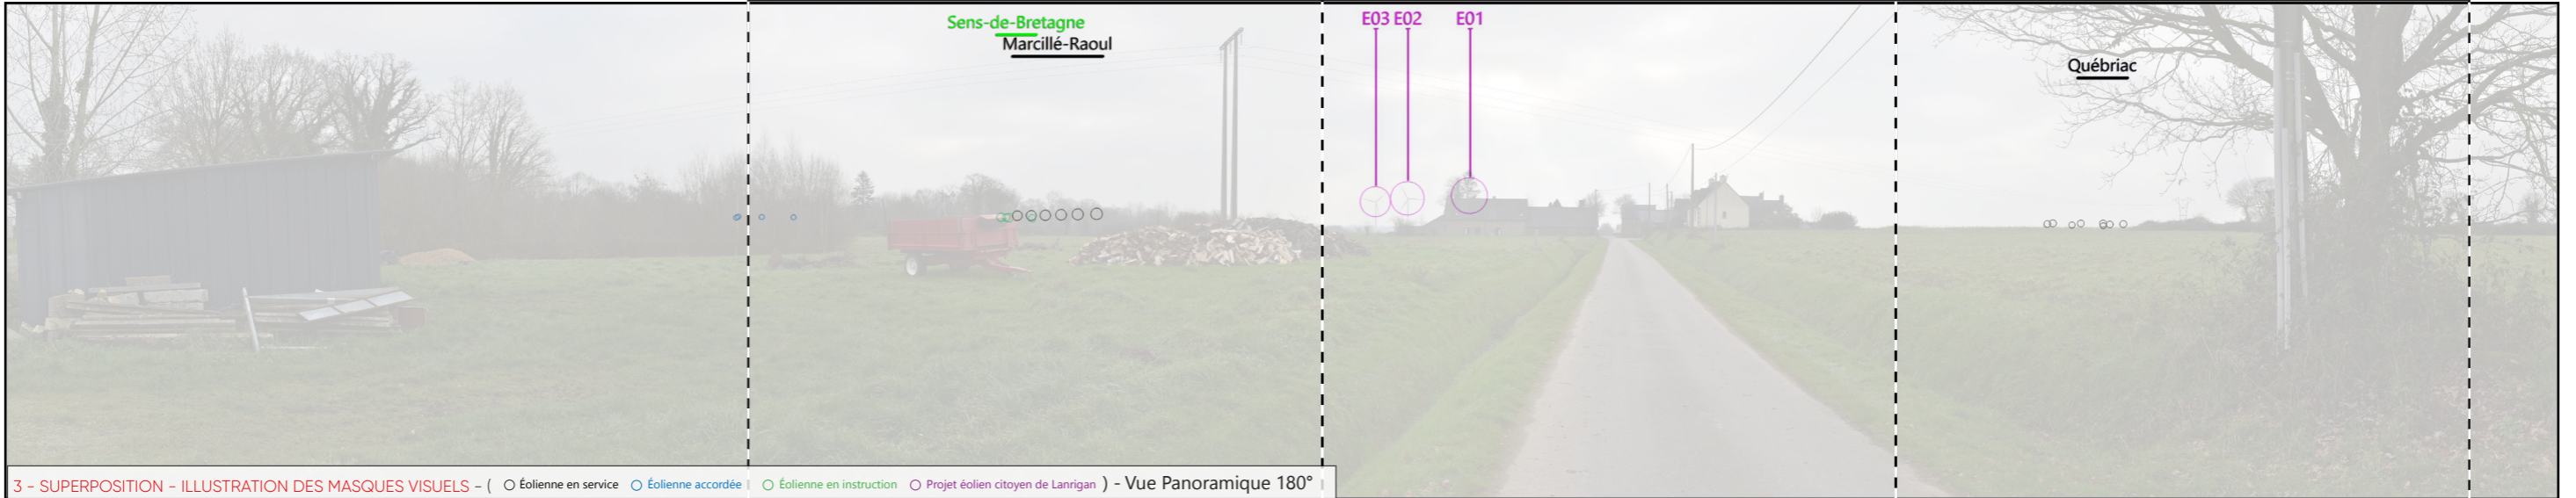 Sens-de-Bretagne
Marcillé-Raoul
E03 E02 E01
Québriac
3 - SUPERPOSITION - ILLUSTRATION DES MASQUES VISUELS - ( Éolienne en service Éolienne accordée Éolienne en instruction Projet éolien citoyen de Lanrigan ) - Vue Panoramique 180°